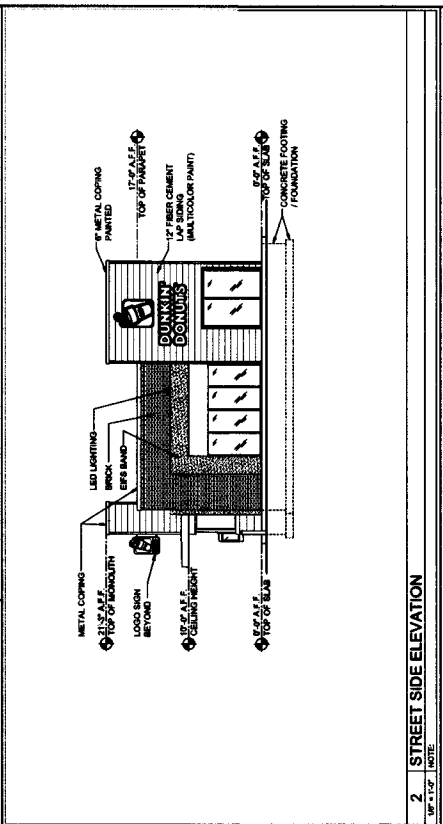 6" METAL COPING
PAINTED
17'-0" A.F.F.
TOP OF PARAPET
12" FIBER CEMENT
LAP SIDING
(MULTICOLOR PAINT)
0'-0" A.F.F.
TOP OF SLAB
CONCRETE FOOTING
/ FOUNDATION
DUNKIN'
DONUTS
LED LIGHTING
BRICK
EIFS BAND
METAL COPING
21'-3" A.F.F.
TOP OF MONOLITH
LOGO SIGN
BEYOND
10'-0" A.F.F.
CEILING HEIGHT
0'-0" A.F.F.
TOP OF SLAB
2 STREET SIDE ELEVATION
1/8" = 1'-0" NOTE: